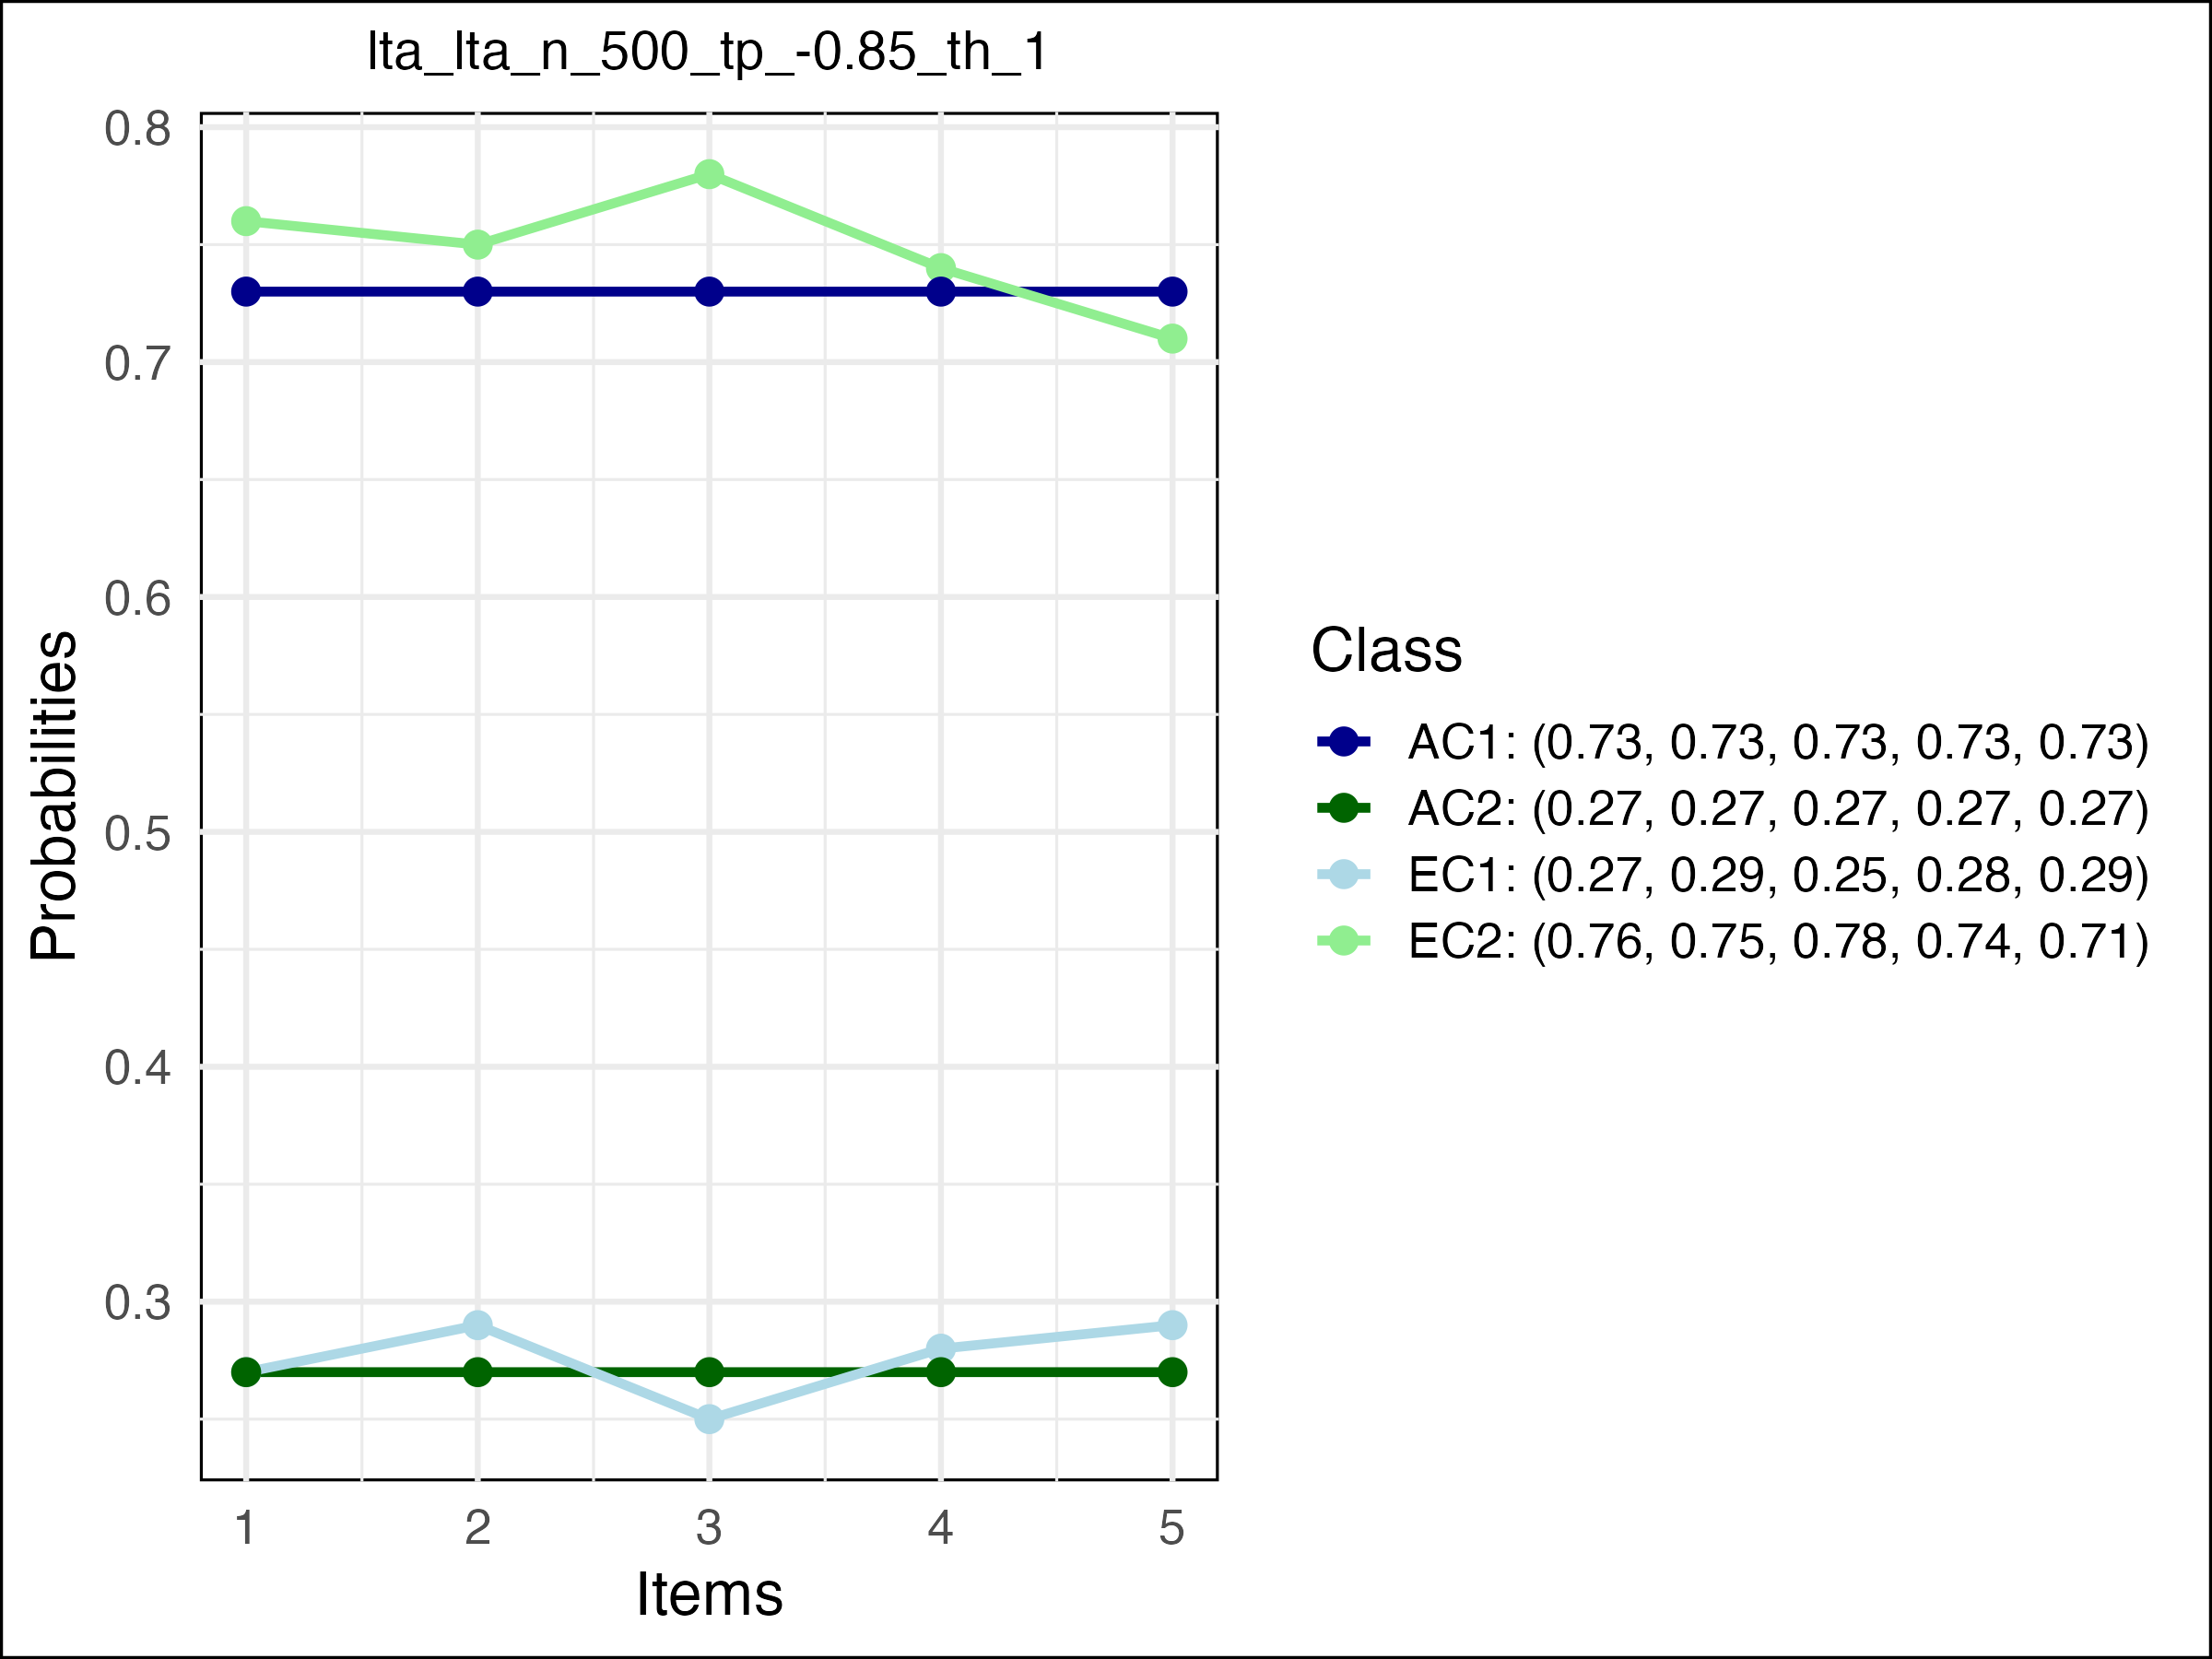 lta_lta_n_500_tp_-0.85_th_1
0.8
0.7
0.6
0.5
0.4
0.3
Probabilities
1 2 3 4 5
Items
Class
AC1: (0.73, 0.73, 0.73, 0.73, 0.73)
AC2: (0.27, 0.27, 0.27, 0.27, 0.27)
EC1: (0.27, 0.29, 0.25, 0.28, 0.29)
EC2: (0.76, 0.75, 0.78, 0.74, 0.71)